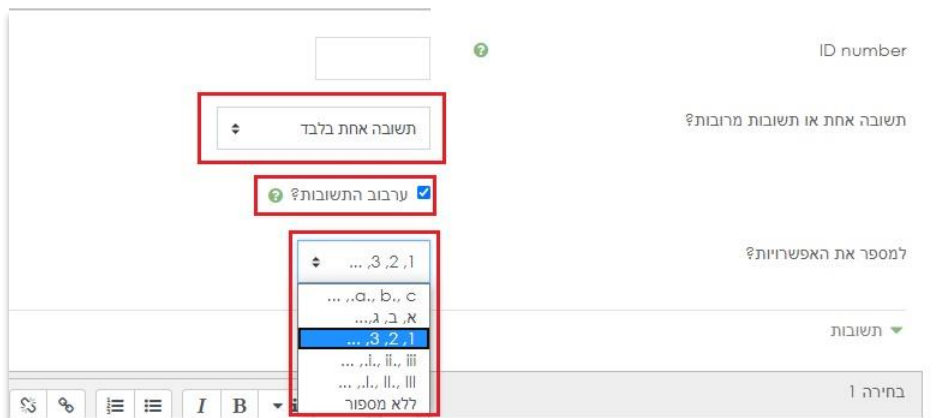 ID number
תשובה אחת או תשובות מרובות?
תשובה אחת בלבד
ערבוב התשובות?
למספר את האפשרויות?
1, 2, 3, ...
a., b., c., ...
א, ב, ג,...
1, 2, 3, ...
i., ii., iii., ...
I., II., III., ...
ללא מספור
תשובות
בחירה 1
B
I